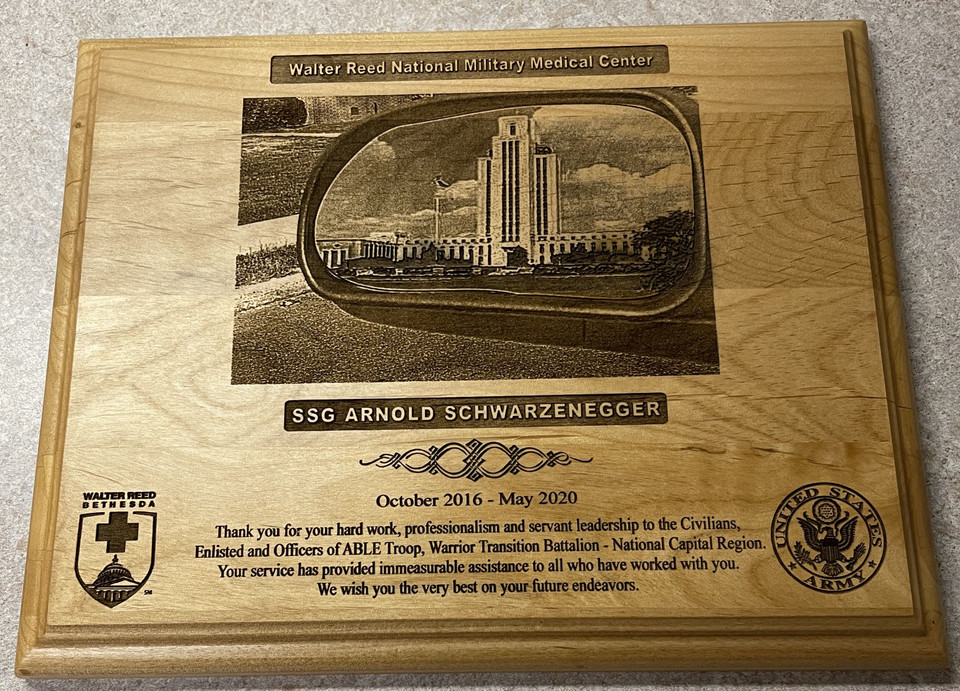 Walter Reed National Military Medical Center
SSG ARNOLD SCHWARZENEGGER
October 2016 - May 2020
Thank you for your hard work, professionalism and servant leadership to the Civilians,
Enlisted and Officers of ABLE Troop, Warrior Transition Battalion - National Capital Region.
Your service has provided immeasurable assistance to all who have worked with you.
We wish you the very best on your future endeavors.
WALTER REED
BETHESDA
SM
UNITED STATES
ARMY